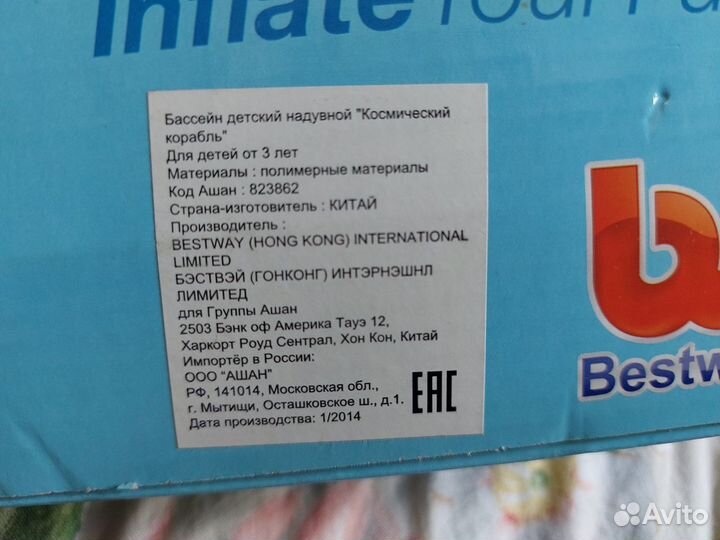 Inflate Your Fu
Бассейн детский надувной "Космический
корабль"
Для детей от 3 лет
Материалы : полимерные материалы
Код Ашан : 823862
Страна-изготовитель : КИТАЙ
Производитель :
BESTWAY (HONG KONG) INTERNATIONAL
LIMITED
БЭСТВЭЙ (ГОНКОНГ) ИНТЭРНЭШНЛ
ЛИМИТЕД
для Группы Ашан
2503 Бэнк оф Америка Тауэ 12,
Харкорт Роуд Сентрал, Хон Кон, Китай
Импортёр в России:
ООО "АШАН"
РФ, 141014, Московская обл.,
г. Мытищи, Осташковское ш., д.1.
Дата производства: 1/2014
EAC
b
Bestw
Avito